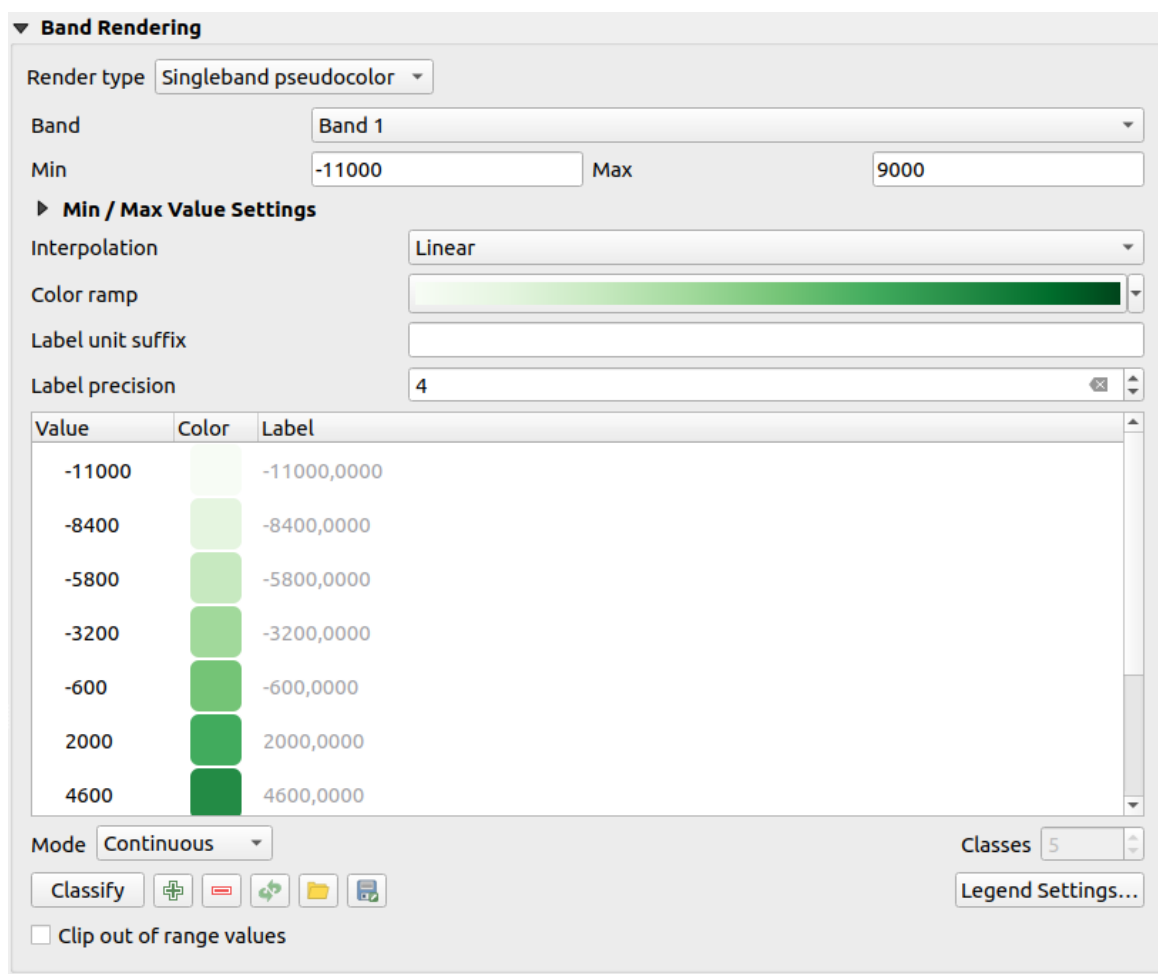 Band Rendering
Render type Singleband pseudocolor
Band Band 1
Min -11000 Max 9000
Min / Max Value Settings
Interpolation Linear
Color ramp
Label unit suffix
Label precision 4
Value Color Label
-11000 -11000,0000
-8400 -8400,0000
-5800 -5800,0000
-3200 -3200,0000
-600 -600,0000
2000 2000,0000
4600 4600,0000
Mode Continuous Classes 5
Classify Legend Settings...
Clip out of range values